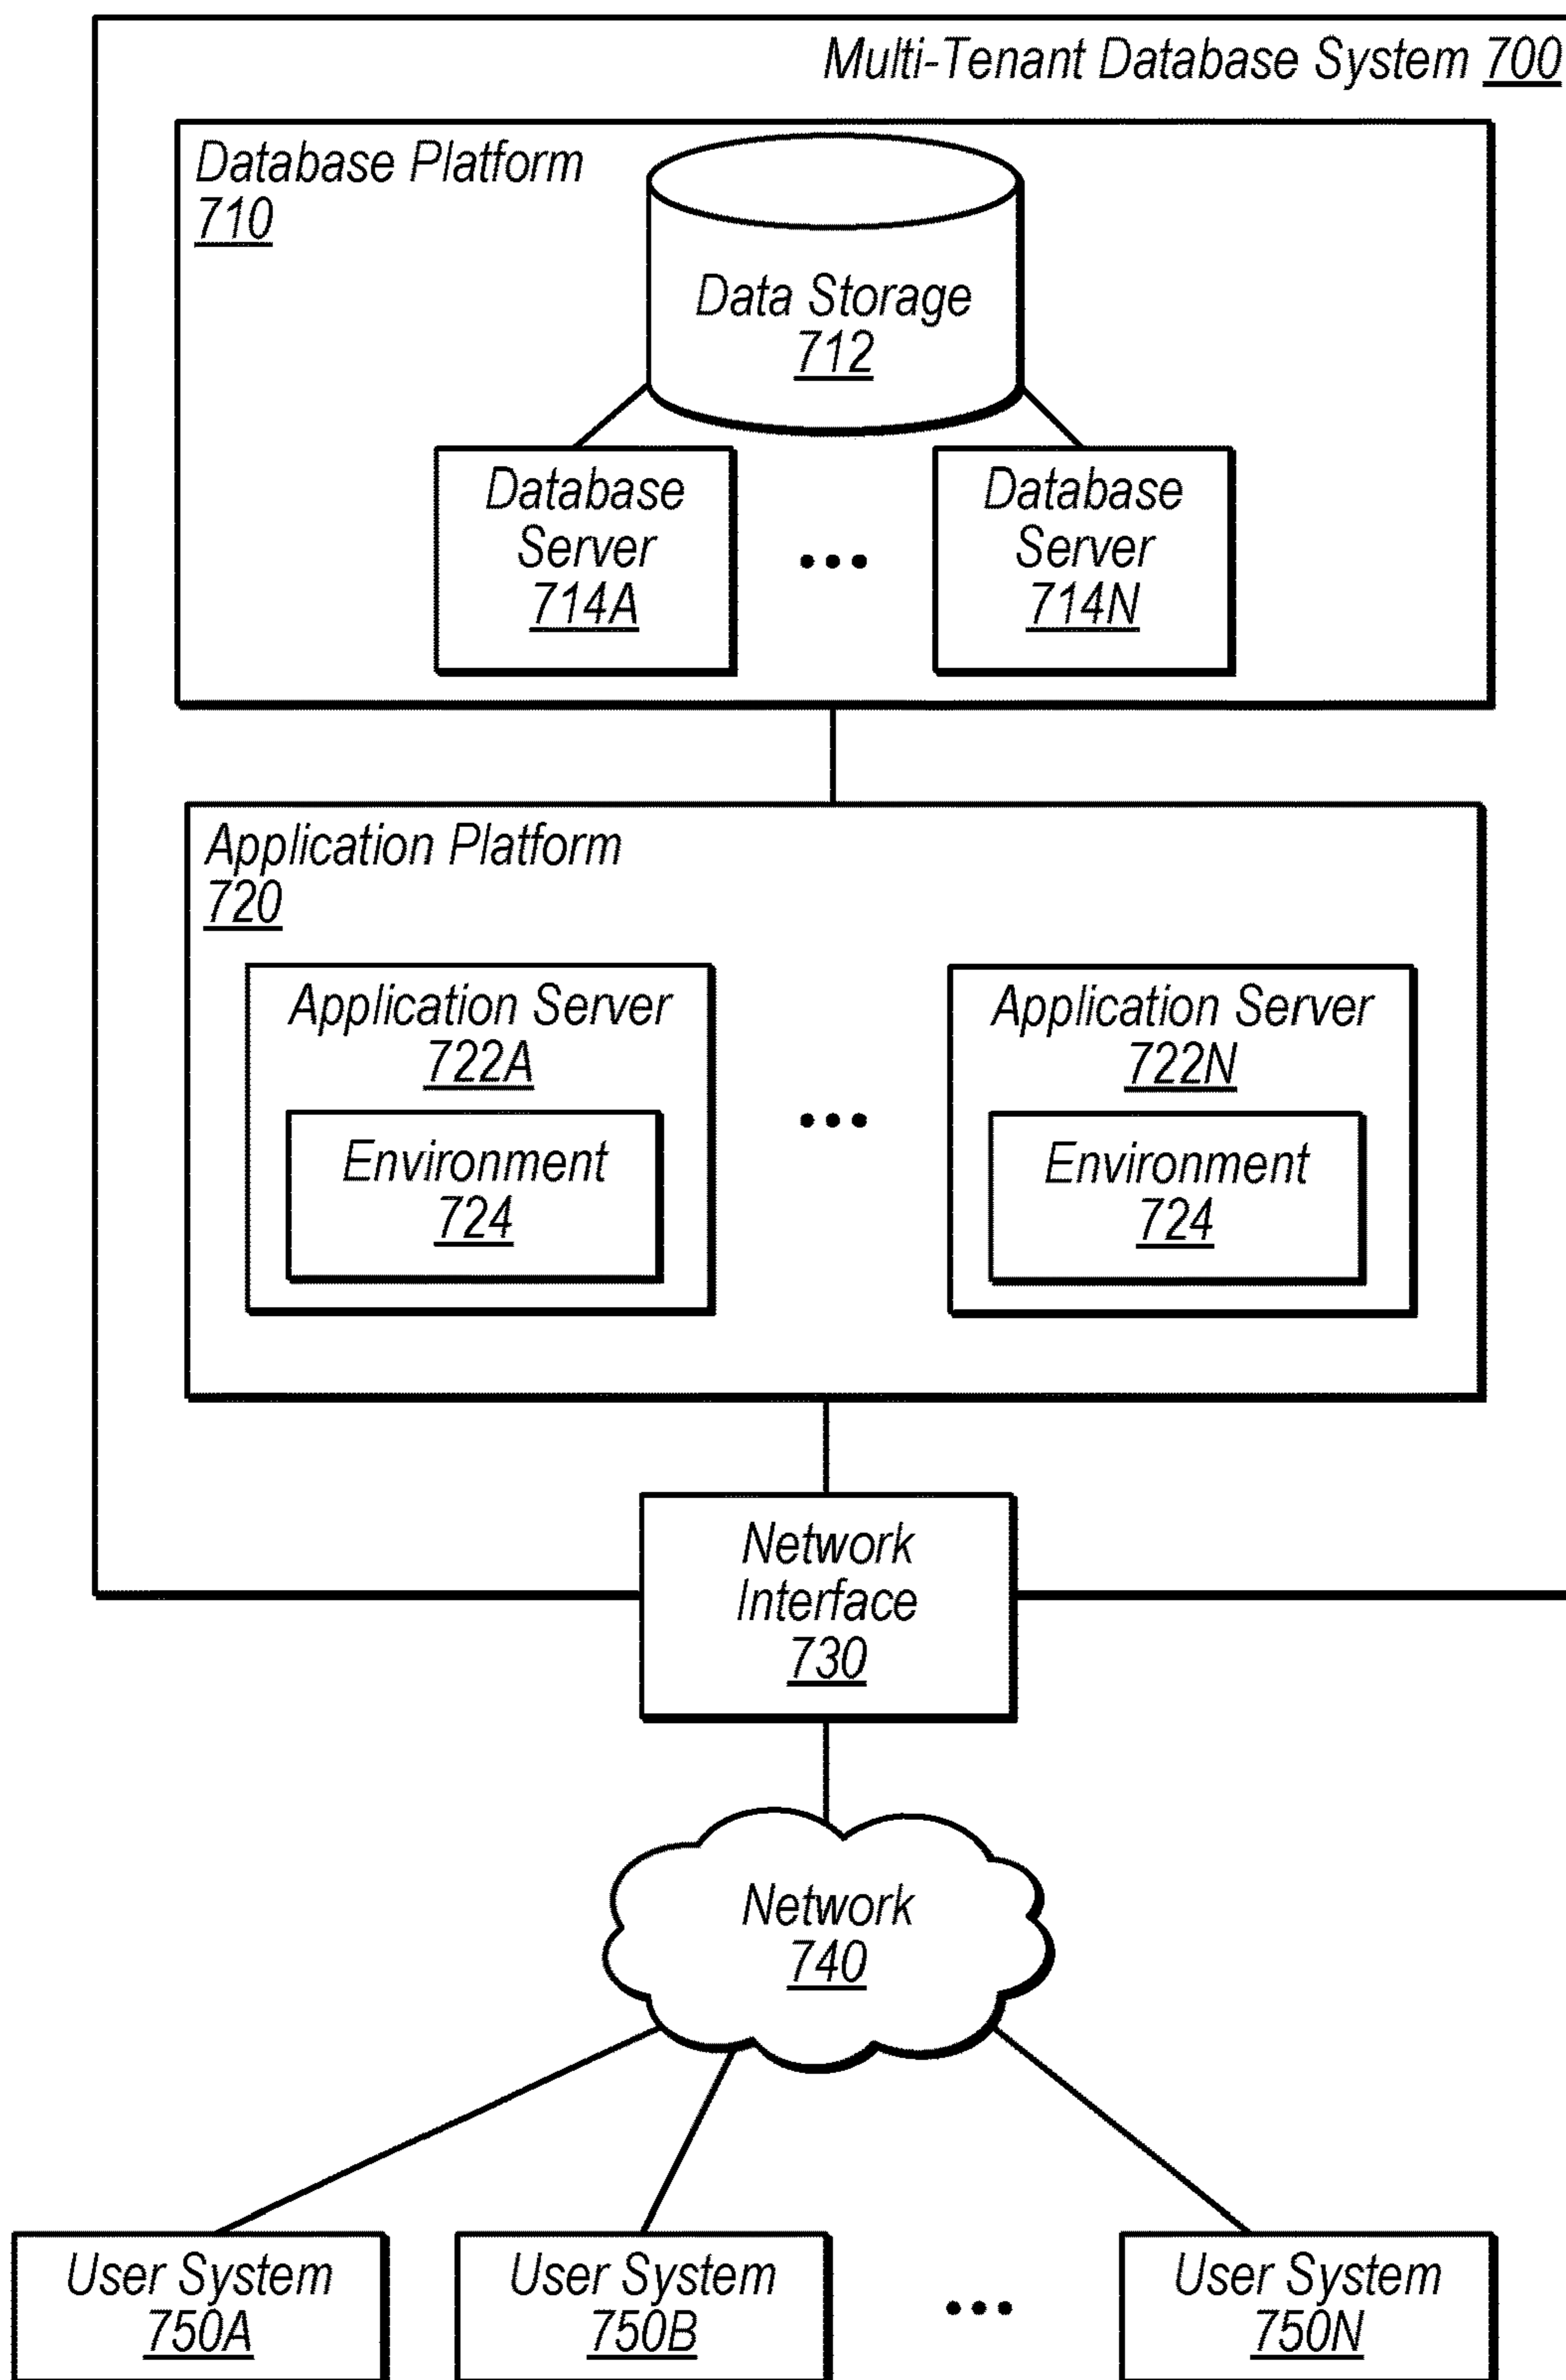 Multi-Tenant Database System 700
Database Platform
710
Data Storage
712
Database
Server
714A
Database
Server
714N
Application Platform
720
Application Server
722A
Environment
724
Application Server
722N
Environment
724
Network
Interface
730
Network
740
User System
750A
User System
750B
User System
750N